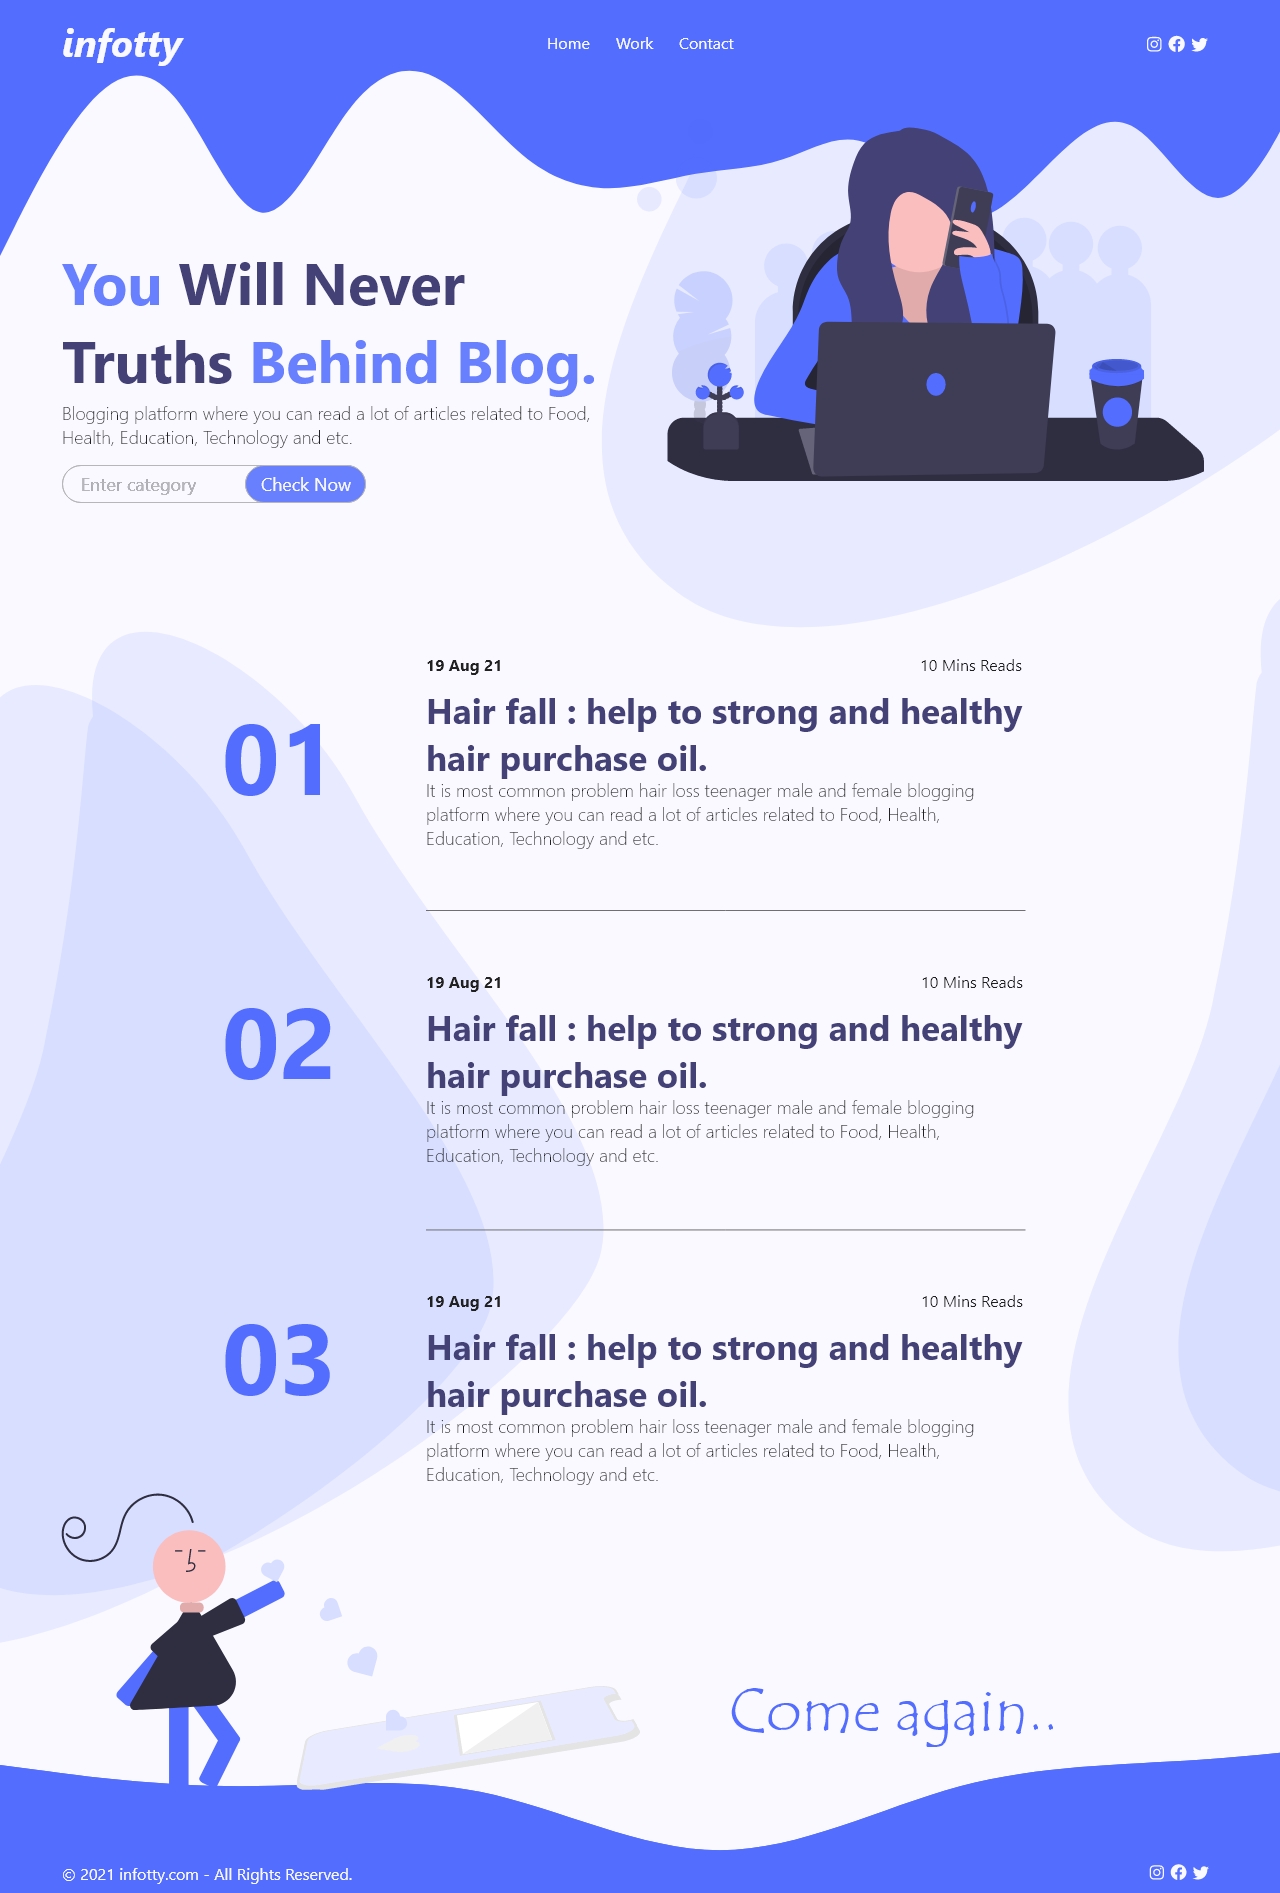 infotty
Home Work Contact
You Will Never
Truths Behind Blog.
Blogging platform where you can read a lot of articles related to Food,
Health, Education, Technology and etc.
Enter category Check Now
19 Aug 21 10 Mins Reads
01
Hair fall : help to strong and healthy
hair purchase oil.
It is most common problem hair loss teenager male and female blogging
platform where you can read a lot of articles related to Food, Health,
Education, Technology and etc.
19 Aug 21 10 Mins Reads
02
Hair fall : help to strong and healthy
hair purchase oil.
It is most common problem hair loss teenager male and female blogging
platform where you can read a lot of articles related to Food, Health,
Education, Technology and etc.
19 Aug 21 10 Mins Reads
03
Hair fall : help to strong and healthy
hair purchase oil.
It is most common problem hair loss teenager male and female blogging
platform where you can read a lot of articles related to Food, Health,
Education, Technology and etc.
Come again..
© 2021 infotty.com - All Rights Reserved.